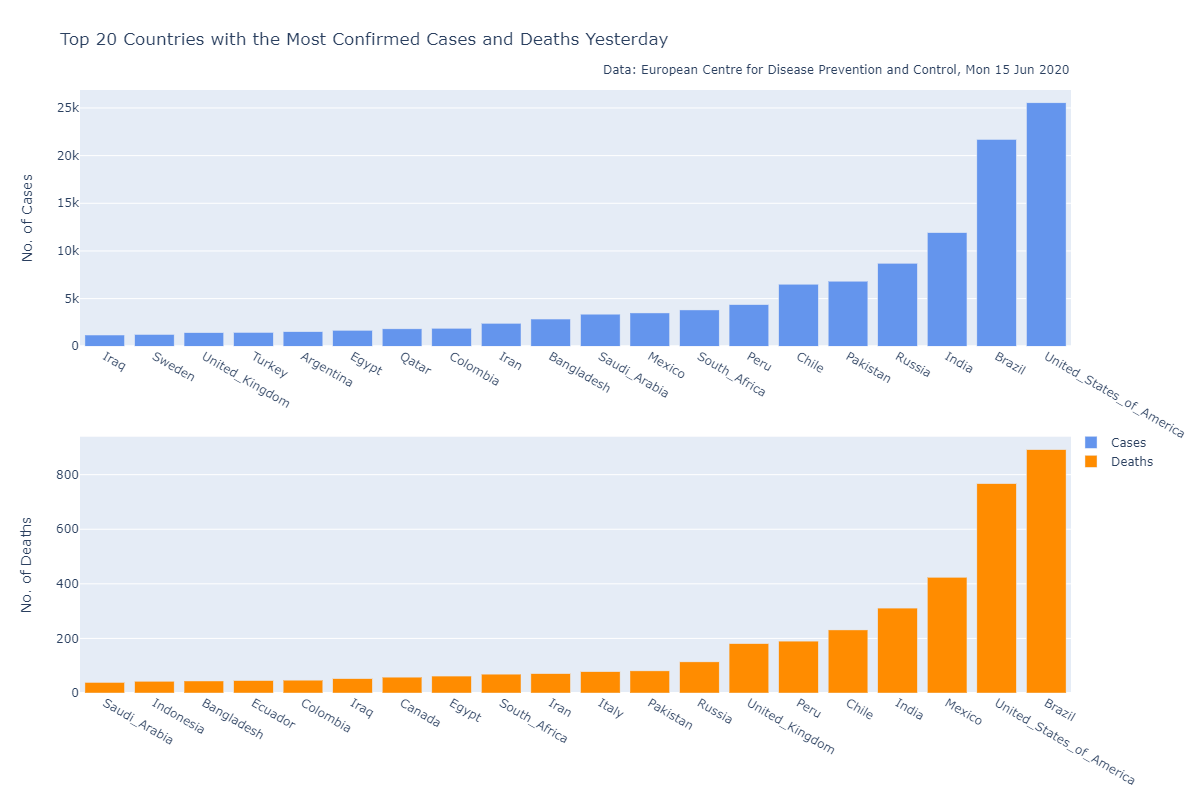 Top 20 Countries with the Most Confirmed Cases and Deaths Yesterday
Data: European Centre for Disease Prevention and Control, Mon 15 Jun 2020
No. of Cases
25k
20k
15k
10k
5k
0
Iraq
Sweden
United_Kingdom
Turkey
Argentina
Egypt
Qatar
Colombia
Iran
Bangladesh
Saudi_Arabia
Mexico
South_Africa
Peru
Chile
Pakistan
Russia
India
Brazil
United_States_of_America
Cases
Deaths
No. of Deaths
800
600
400
200
0
Saudi_Arabia
Indonesia
Bangladesh
Ecuador
Colombia
Iraq
Canada
Egypt
South_Africa
Iran
Italy
Pakistan
Russia
United_Kingdom
Peru
Chile
India
Mexico
United_States_of_America
Brazil